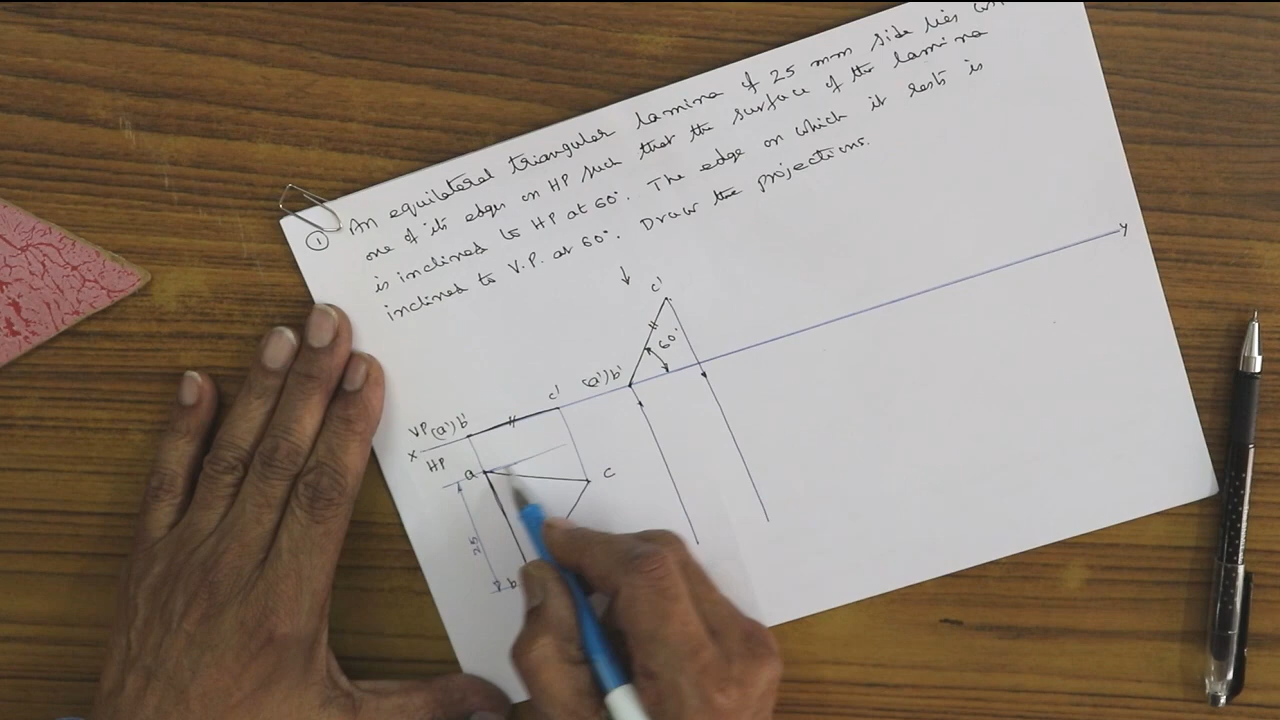 ① An equilateral triangular lamina of 25 mm side lies on
one of its edges on HP such that the surface of the lamina
is inclined to HP at 60°. The edge on which it rests is
inclined to V.P. at 60°. Draw the projections.
c'
60°
(a')b'
c'
VP (a')b'
X
y
HP
a
c
25
b